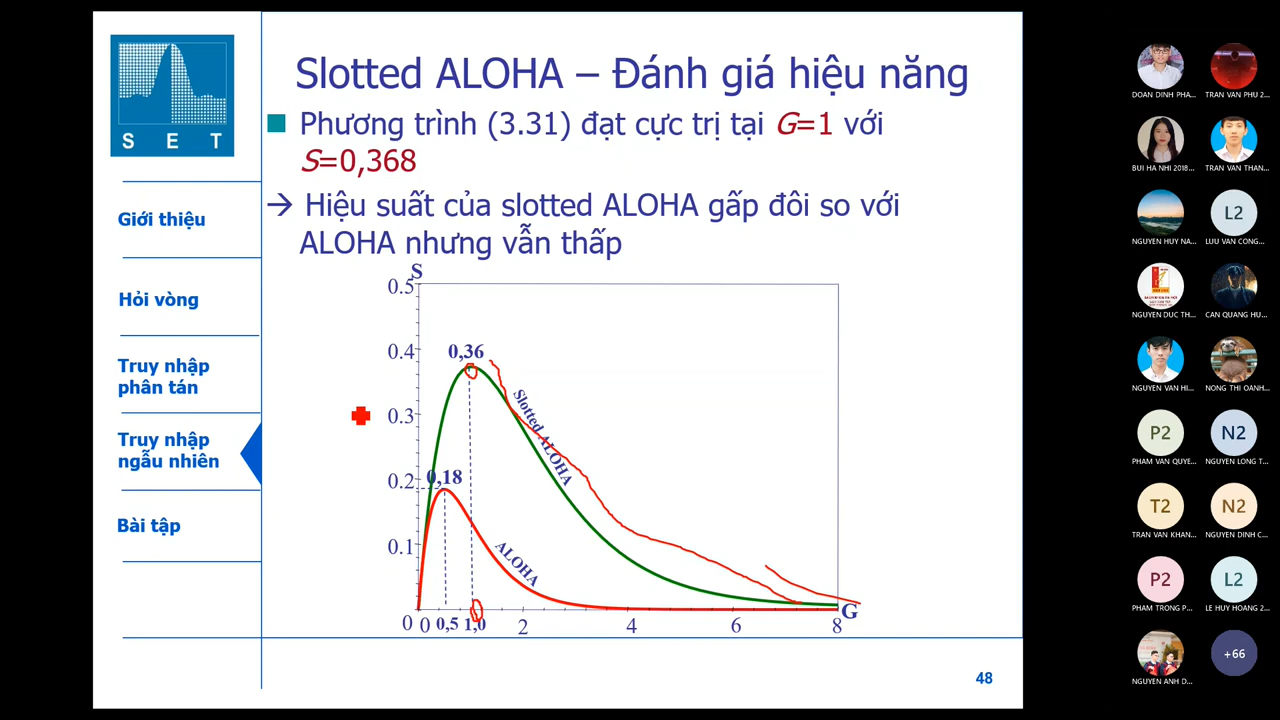 S E T
Giới thiệu
Hỏi vòng
Truy nhập
phân tán
Truy nhập
ngẫu nhiên
Bài tập
Slotted ALOHA – Đánh giá hiệu năng
Phương trình (3.31) đạt cực trị tại G=1 với
S=0,368
→ Hiệu suất của slotted ALOHA gấp đôi so với
ALOHA nhưng vẫn thấp
S
0.5
0.4
0.3
0.2
0.1
0
0,36
0,18
Slotted ALOHA
ALOHA
0 0,5 1,0 2 4 6 8
G
48
DOAN DINH PHA...
TRAN VAN PHU 2...
BUI HA NHI 2018...
TRAN VAN THAN...
NGUYEN HUY NA...
L2
LUU VAN CONG...
NGUYEN DUC TH...
CAN QUANG HU...
NGUYEN VAN HI...
NONG THI OANH...
P2
PHAM VAN QUYE...
N2
NGUYEN LONG T...
T2
TRAN VAN KHAN...
N2
NGUYEN DINH C...
P2
PHAM TRONG P...
L2
LE HUY HOANG 2...
NGUYEN ANH D...
+66